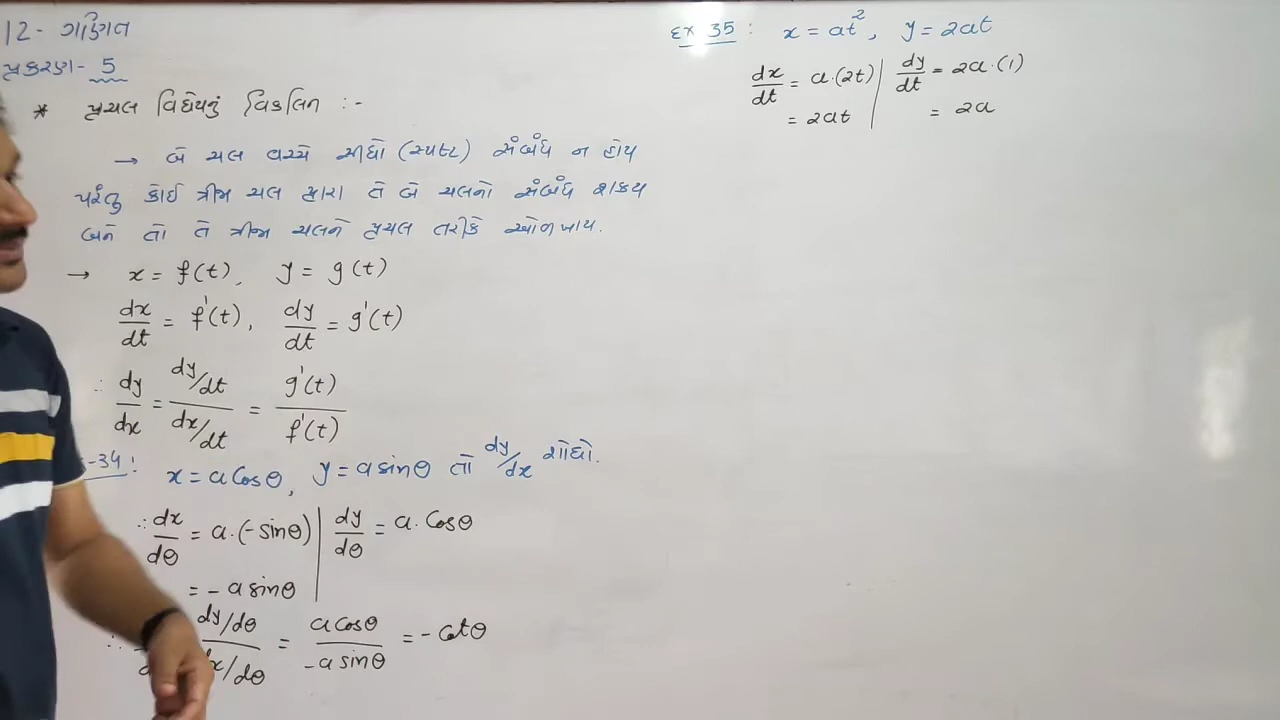 12- ગણિત
પ્રકરણ- 5
* પ્રચલ વિધેયનું વિકલન :-
→ બે ચલ વચ્ચે સીધો (સ્પષ્ટ) સંબંધ ન હોય
પરંતુ કોઈ ત્રીજા ચલ દ્વારા તે બે ચલનો સંબંધ શક્ય
બને તો તે ત્રીજા ચલને પ્રચલ તરીકે ઓળખાય.
→ x = f(t), y = g(t)
dx/dt = f'(t), dy/dt = g'(t)
∴ dy/dx = (dy/dt)/(dx/dt) = g'(t)/f'(t)
-34: x = a cosθ, y = a sinθ તો dy/dx શોધો.
∴ dx/dθ = a·(-sinθ) | dy/dθ = a·cosθ
= - a sinθ
∴ (dy/dθ)/(dx/dθ) = a cosθ/-a sinθ = - cotθ
Ex 35: x = at², y = 2at
dx/dt = a·(2t) | dy/dt = 2a·(1)
= 2at | = 2a